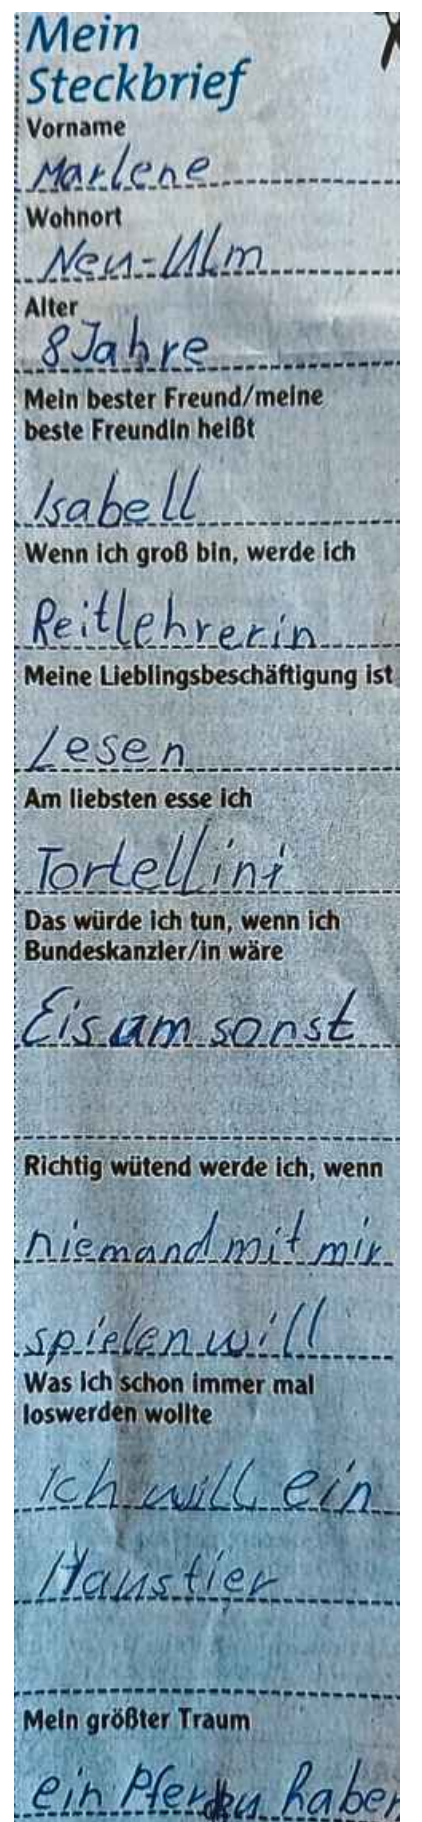 Mein
Steckbrief
Vorname
Marlene
Wohnort
Neu-Ulm
Alter
8 Jahre
Mein bester Freund/meine
beste Freundin heißt
Isabell
Wenn ich groß bin, werde ich
Reitlehrerin
Meine Lieblingsbeschäftigung ist
Lesen
Am liebsten esse ich
Tortellini
Das würde ich tun, wenn ich
Bundeskanzler/in wäre
Eis am sonst
Richtig wütend werde ich, wenn
niemand mit mir
spielen will
Was ich schon immer mal
loswerden wollte
Ich will ein
Haustier
Mein größter Traum
ein Pferd zu haben